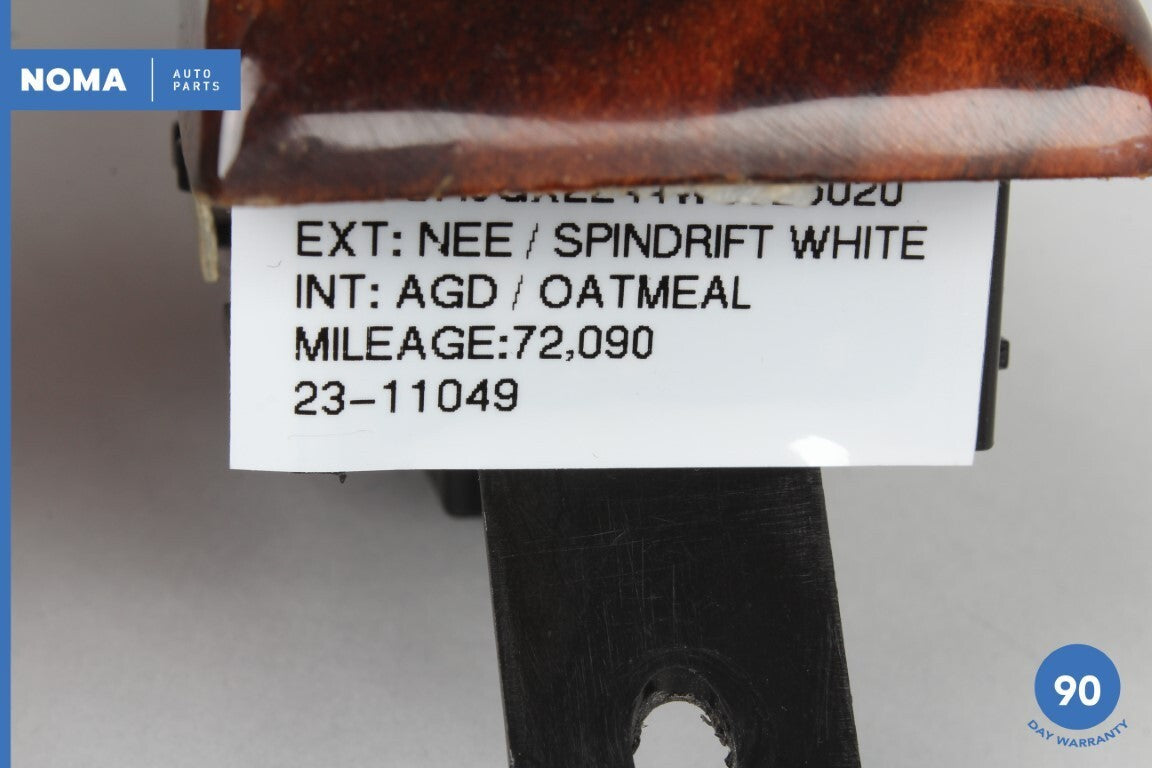 NOMA AUTO PARTS
EXT: NEE / SPINDRIFT WHITE
INT: AGD / OATMEAL
MILEAGE:72,090
23-11049
90
DAY WARRANTY